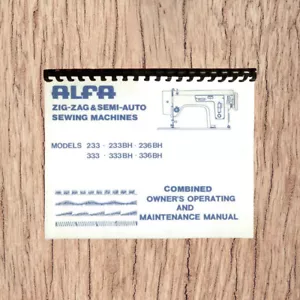 ALFA
ZIG-ZAG & SEMI-AUTO
SEWING MACHINES
MODELS 233 · 233BH · 236BH
333 · 333BH · 336BH
COMBINED
OWNER'S OPERATING
AND
MAINTENANCE MANUAL